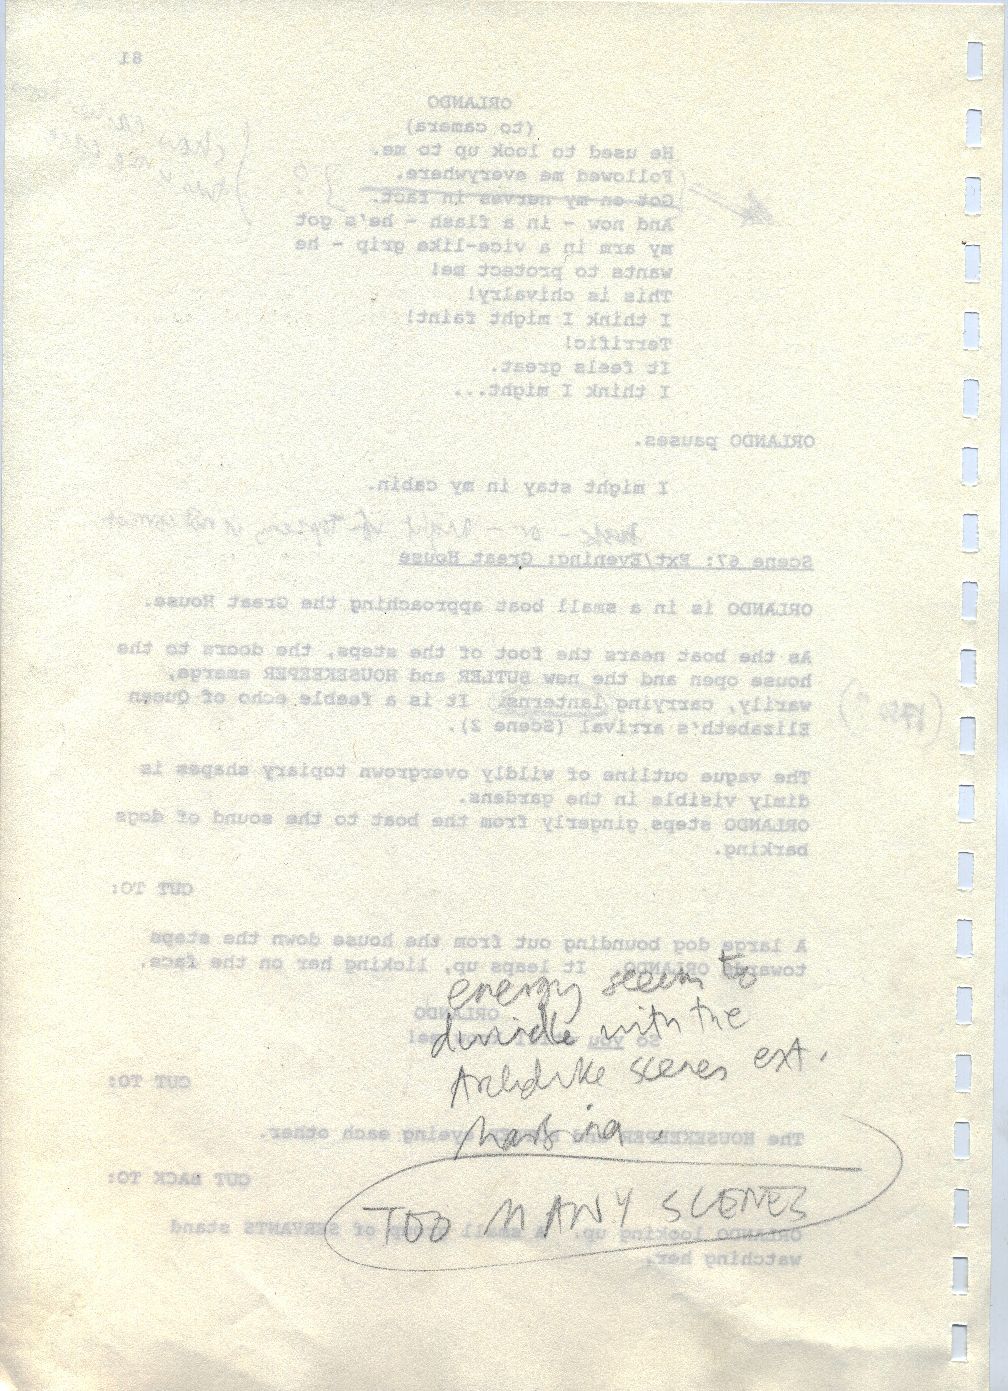 81
ORLANDO
(to camera)
He used to look up to me.
Followed me everywhere.
Got on my nerves in fact.
And now - in a flash - he's got
my arm in a vice-like grip - he
wants to protect me!
This is chivalry!
I think I might faint!
Terrific!
It feels great.
I think I might...
ORLANDO pauses.
I might stay in my cabin.
Scene 67: Ext/Evening: Great House
ORLANDO is in a small boat approaching the Great House.
As the boat nears the foot of the steps, the doors to the
house open and the new BUTLER and HOUSEKEEPER emerge,
warily, carrying lanterns. It is a feeble echo of Queen
Elizabeth's arrival (Scene 2).
The vague outline of wildly overgrown topiary shapes is
dimly visible in the gardens.
ORLANDO steps gingerly from the boat to the sound of dogs
barking.
CUT TO:
A large dog bounding out from the house down the steps
towards ORLANDO. It leaps up, licking her on the face.
ORLANDO
So you me!
CUT TO:
The HOUSEKEEPER and eyeing each other.
CUT BACK TO:
ORLANDO looking up. A small of SERVANTS stand
watching her.
energy seems to
with the
Archduke scenes ext.
TOO MANY SCENES